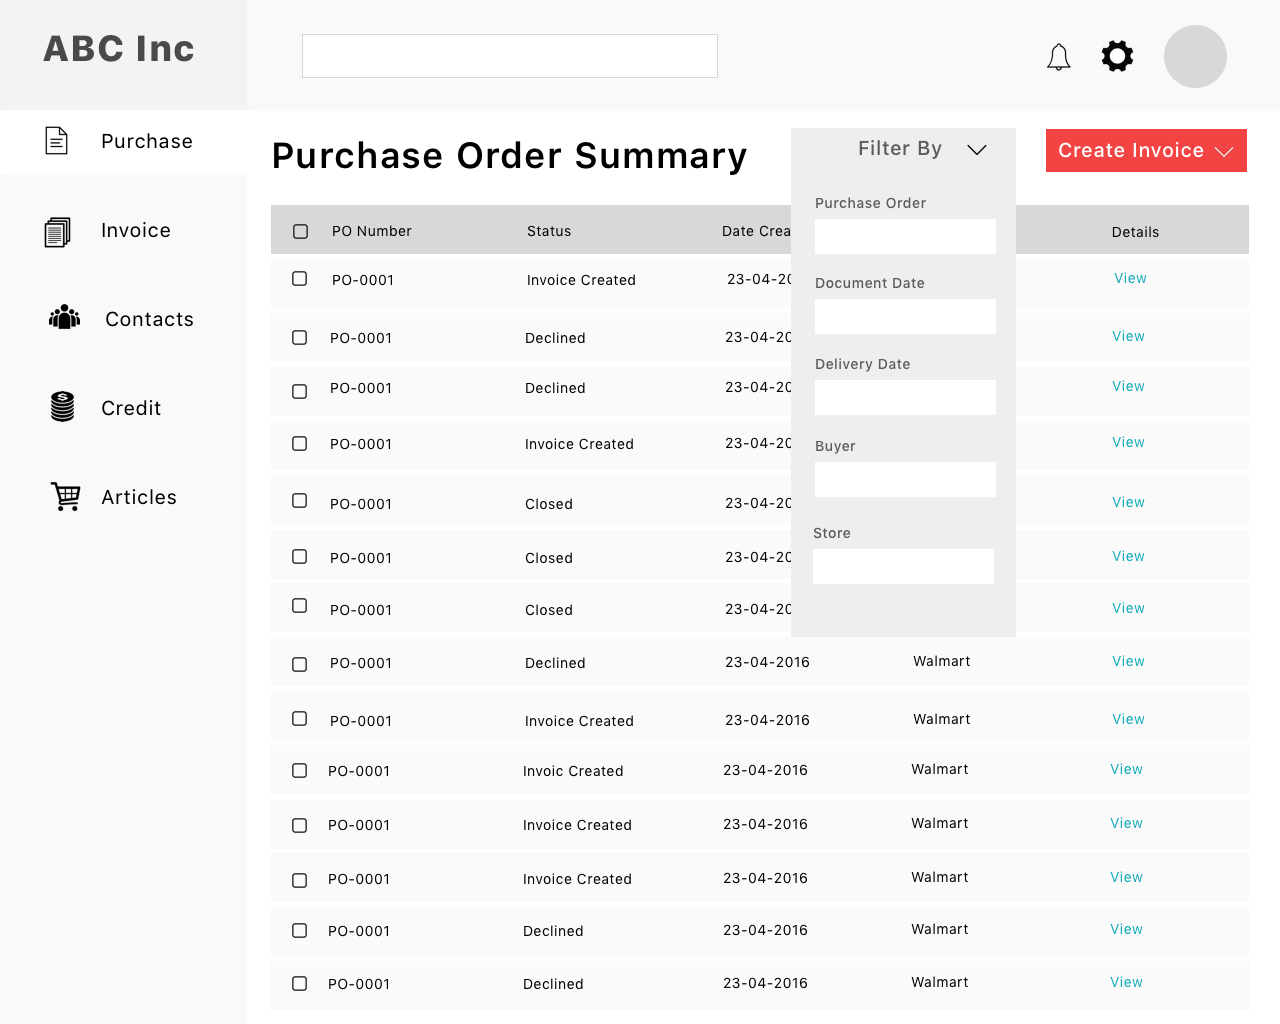 ABC Inc
Purchase
Invoice
Contacts
Credit
Articles
Purchase Order Summary
Filter By
Create Invoice
Purchase Order
Document Date
Delivery Date
Buyer
Store
PO Number Status Date Crea Details
PO-0001 Invoice Created 23-04-20 View
PO-0001 Declined 23-04-20 View
PO-0001 Declined 23-04-20 View
PO-0001 Invoice Created 23-04-20 View
PO-0001 Closed 23-04-20 View
PO-0001 Closed 23-04-20 View
PO-0001 Closed 23-04-20 View
PO-0001 Declined 23-04-2016 Walmart View
PO-0001 Invoice Created 23-04-2016 Walmart View
PO-0001 Invoic Created 23-04-2016 Walmart View
PO-0001 Invoice Created 23-04-2016 Walmart View
PO-0001 Invoice Created 23-04-2016 Walmart View
PO-0001 Declined 23-04-2016 Walmart View
PO-0001 Declined 23-04-2016 Walmart View